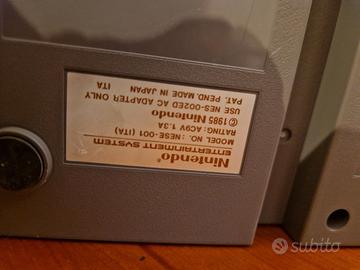 Nintendo
ENTERTAINMENT SYSTEM
MODEL NO.: NESE-001 (ITA)
RATING: AC9V 1.3A
©1985 Nintendo
USE NES-002ED AC ADAPTER ONLY
PAT. PEND. MADE IN JAPAN
ITA
subito